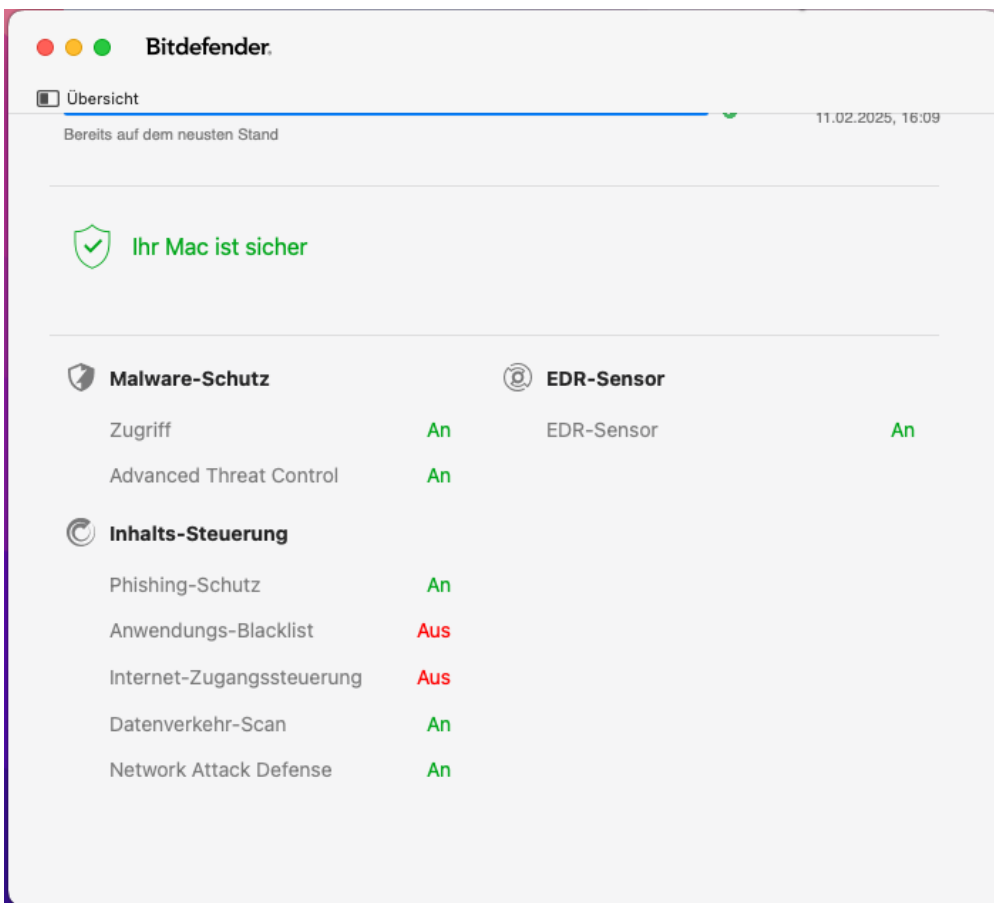 Bitdefender.
Übersicht
11.02.2025, 16:09
Bereits auf dem neusten Stand
Ihr Mac ist sicher
Malware-Schutz
Zugriff An
Advanced Threat Control An
Inhalts-Steuerung
Phishing-Schutz An
Anwendungs-Blacklist Aus
Internet-Zugangssteuerung Aus
Datenverkehr-Scan An
Network Attack Defense An
EDR-Sensor
EDR-Sensor An